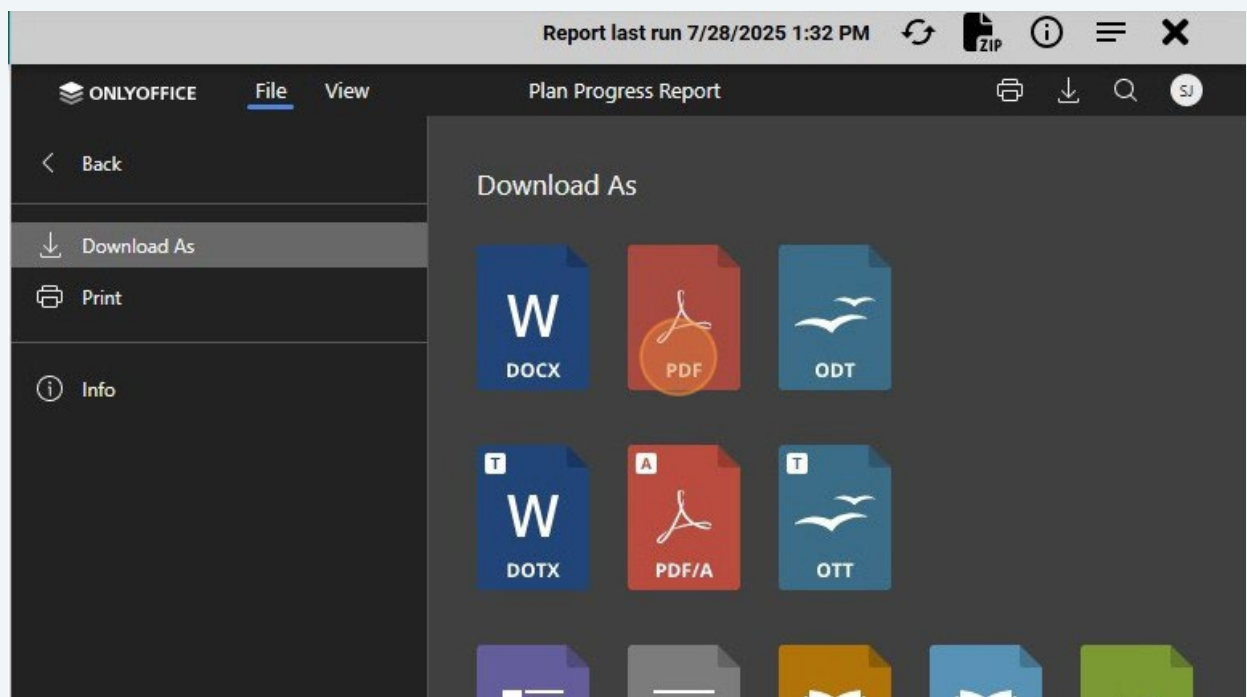 Report last run 7/28/2025 1:32 PM
ZIP
ONLYOFFICE File View Plan Progress Report SJ
Back
Download As
Print
Info
Download As
W W
DOCX PDF ODT
T A T
W
DOTX PDF/A OTT